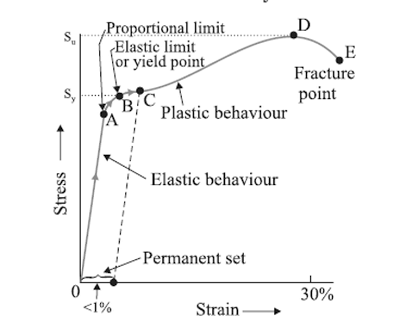 Proportional limit
Elastic limit
or yield point
Su
Sy
A
B
C
D
E
Fracture
point
Plastic behaviour
Elastic behaviour
Stress
Permanent set
0
<1%
30%
Strain